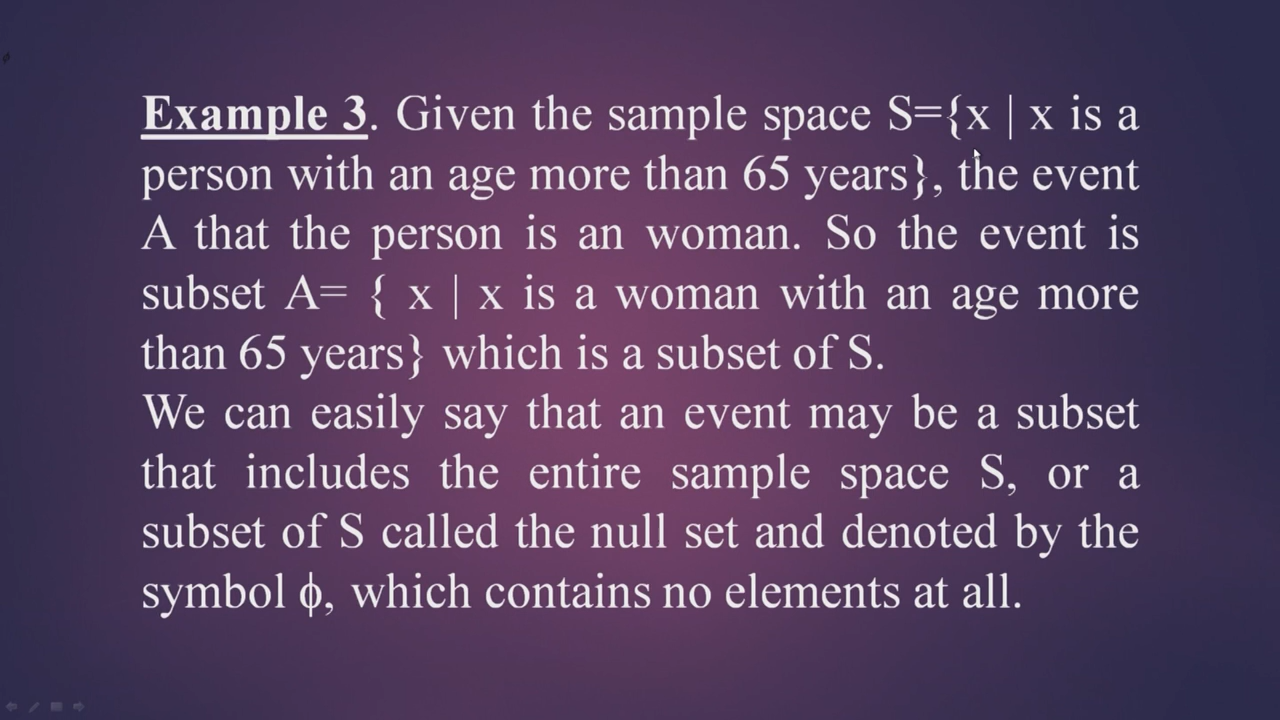 Example 3. Given the sample space S={x | x is a
person with an age more than 65 years}, the event
A that the person is an woman. So the event is
subset A= { x | x is a woman with an age more
than 65 years} which is a subset of S.
We can easily say that an event may be a subset
that includes the entire sample space S, or a
subset of S called the null set and denoted by the
symbol ϕ, which contains no elements at all.